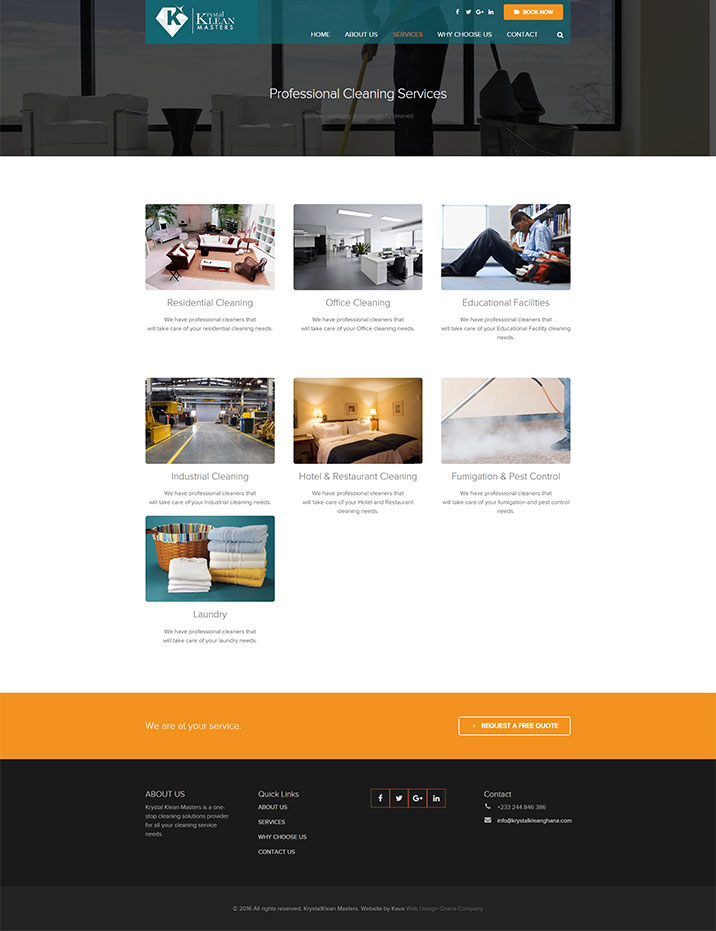 Krystal
KLEAN
MASTERS
BOOK NOW
HOME ABOUT US SERVICES WHY CHOOSE US CONTACT
Professional Cleaning Services
cleaned
Residential Cleaning
We have professional cleaners that
will take care of your residential cleaning needs.
Office Cleaning
We have professional cleaners that
will take care of your Office cleaning needs.
Educational Facilities
We have professional cleaners that
will take care of your Educational Facility cleaning
needs.
Industrial Cleaning
We have professional cleaners that
will take care of your Industrial cleaning needs.
Hotel & Restaurant Cleaning
We have professional cleaners that
will take care of your Hotel and Restaurant
cleaning needs.
Fumigation & Pest Control
We have professional cleaners that
will take care of your fumigation and pest control
needs.
Laundry
We have professional cleaners that
will take care of your laundry needs.
We are at your service.
REQUEST A FREE QUOTE
ABOUT US
Krystal Klean Masters is a one-
stop cleaning solutions provider
for all your cleaning service
needs.
Quick Links
ABOUT US
SERVICES
WHY CHOOSE US
CONTACT US
Contact
+233 244 846 386
info@krystalkleanghana.com
© 2016 All rights reserved. KrystalKlean Masters. Website by Kava Web Design Ghana Company